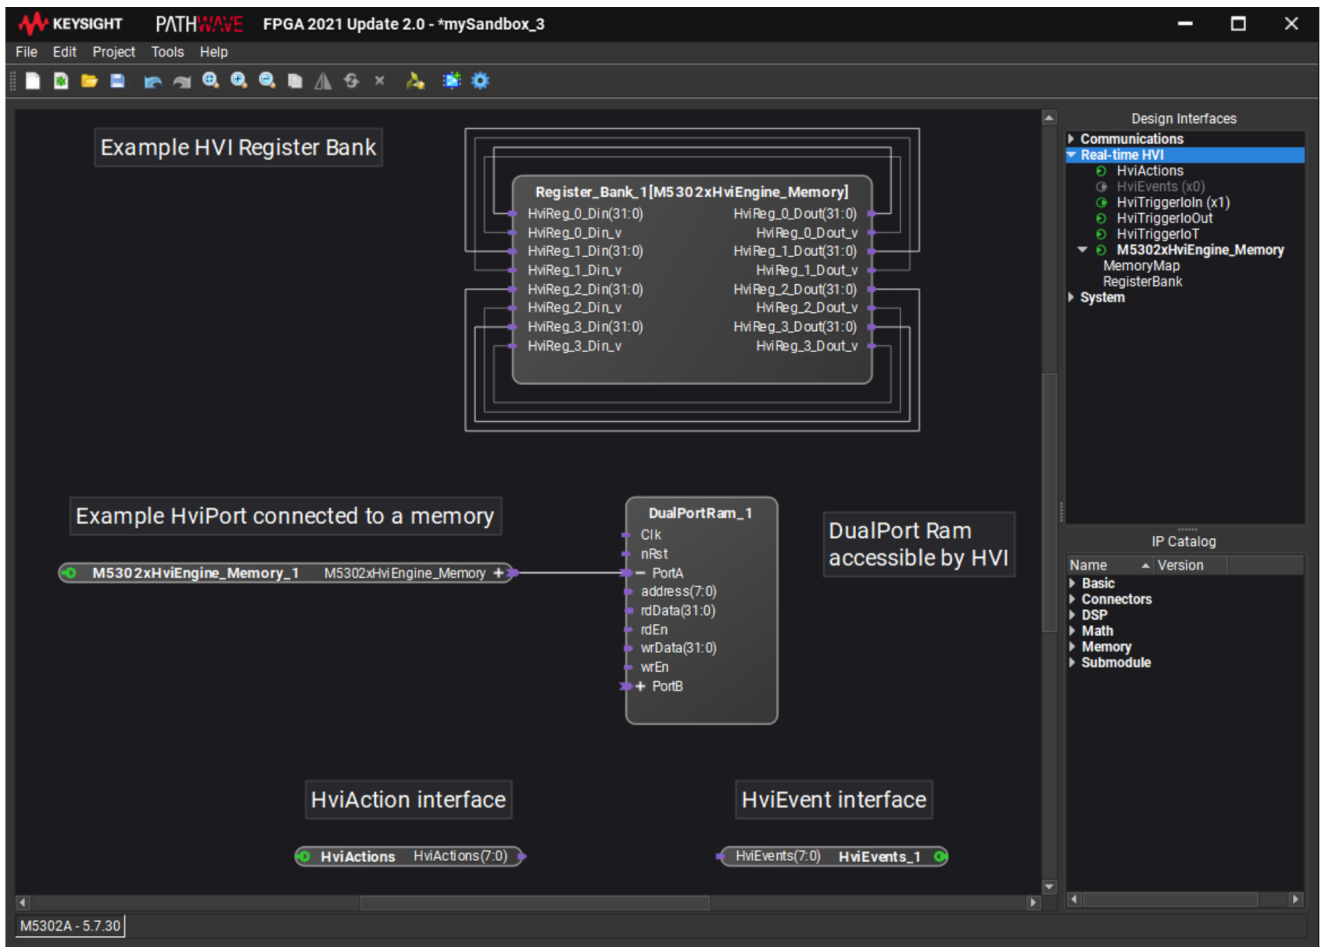 KEYSIGHT PATHWAVE FPGA 2021 Update 2.0 - *mySandbox_3
File Edit Project Tools Help
Example HVI Register Bank
Register_Bank_1[M5302xHviEngine_Memory]
HviReg_0_Din(31:0) HviReg_0_Dout(31:0)
HviReg_0_Din_v HviReg_0_Dout_v
HviReg_1_Din(31:0) HviReg_1_Dout(31:0)
HviReg_1_Din_v HviReg_1_Dout_v
HviReg_2_Din(31:0) HviReg_2_Dout(31:0)
HviReg_2_Din_v HviReg_2_Dout_v
HviReg_3_Din(31:0) HviReg_3_Dout(31:0)
HviReg_3_Din_v HviReg_3_Dout_v
Example HviPort connected to a memory
M5302xHviEngine_Memory_1 M5302xHviEngine_Memory +
DualPortRam_1
Clk
nRst
− PortA
address(7:0)
rdData(31:0)
rdEn
wrData(31:0)
wrEn
+ PortB
DualPort Ram
accessible by HVI
HviAction interface
HviActions HviActions(7:0)
HviEvent interface
HviEvents(7:0) HviEvents_1
Design Interfaces
Communications
Real-time HVI
HviActions
HviEvents (x0)
HviTriggerIoIn (x1)
HviTriggerIoOut
HviTriggerIoT
M5302xHviEngine_Memory
MemoryMap
RegisterBank
System
IP Catalog
Name Version
Basic
Connectors
DSP
Math
Memory
Submodule
M5302A - 5.7.30